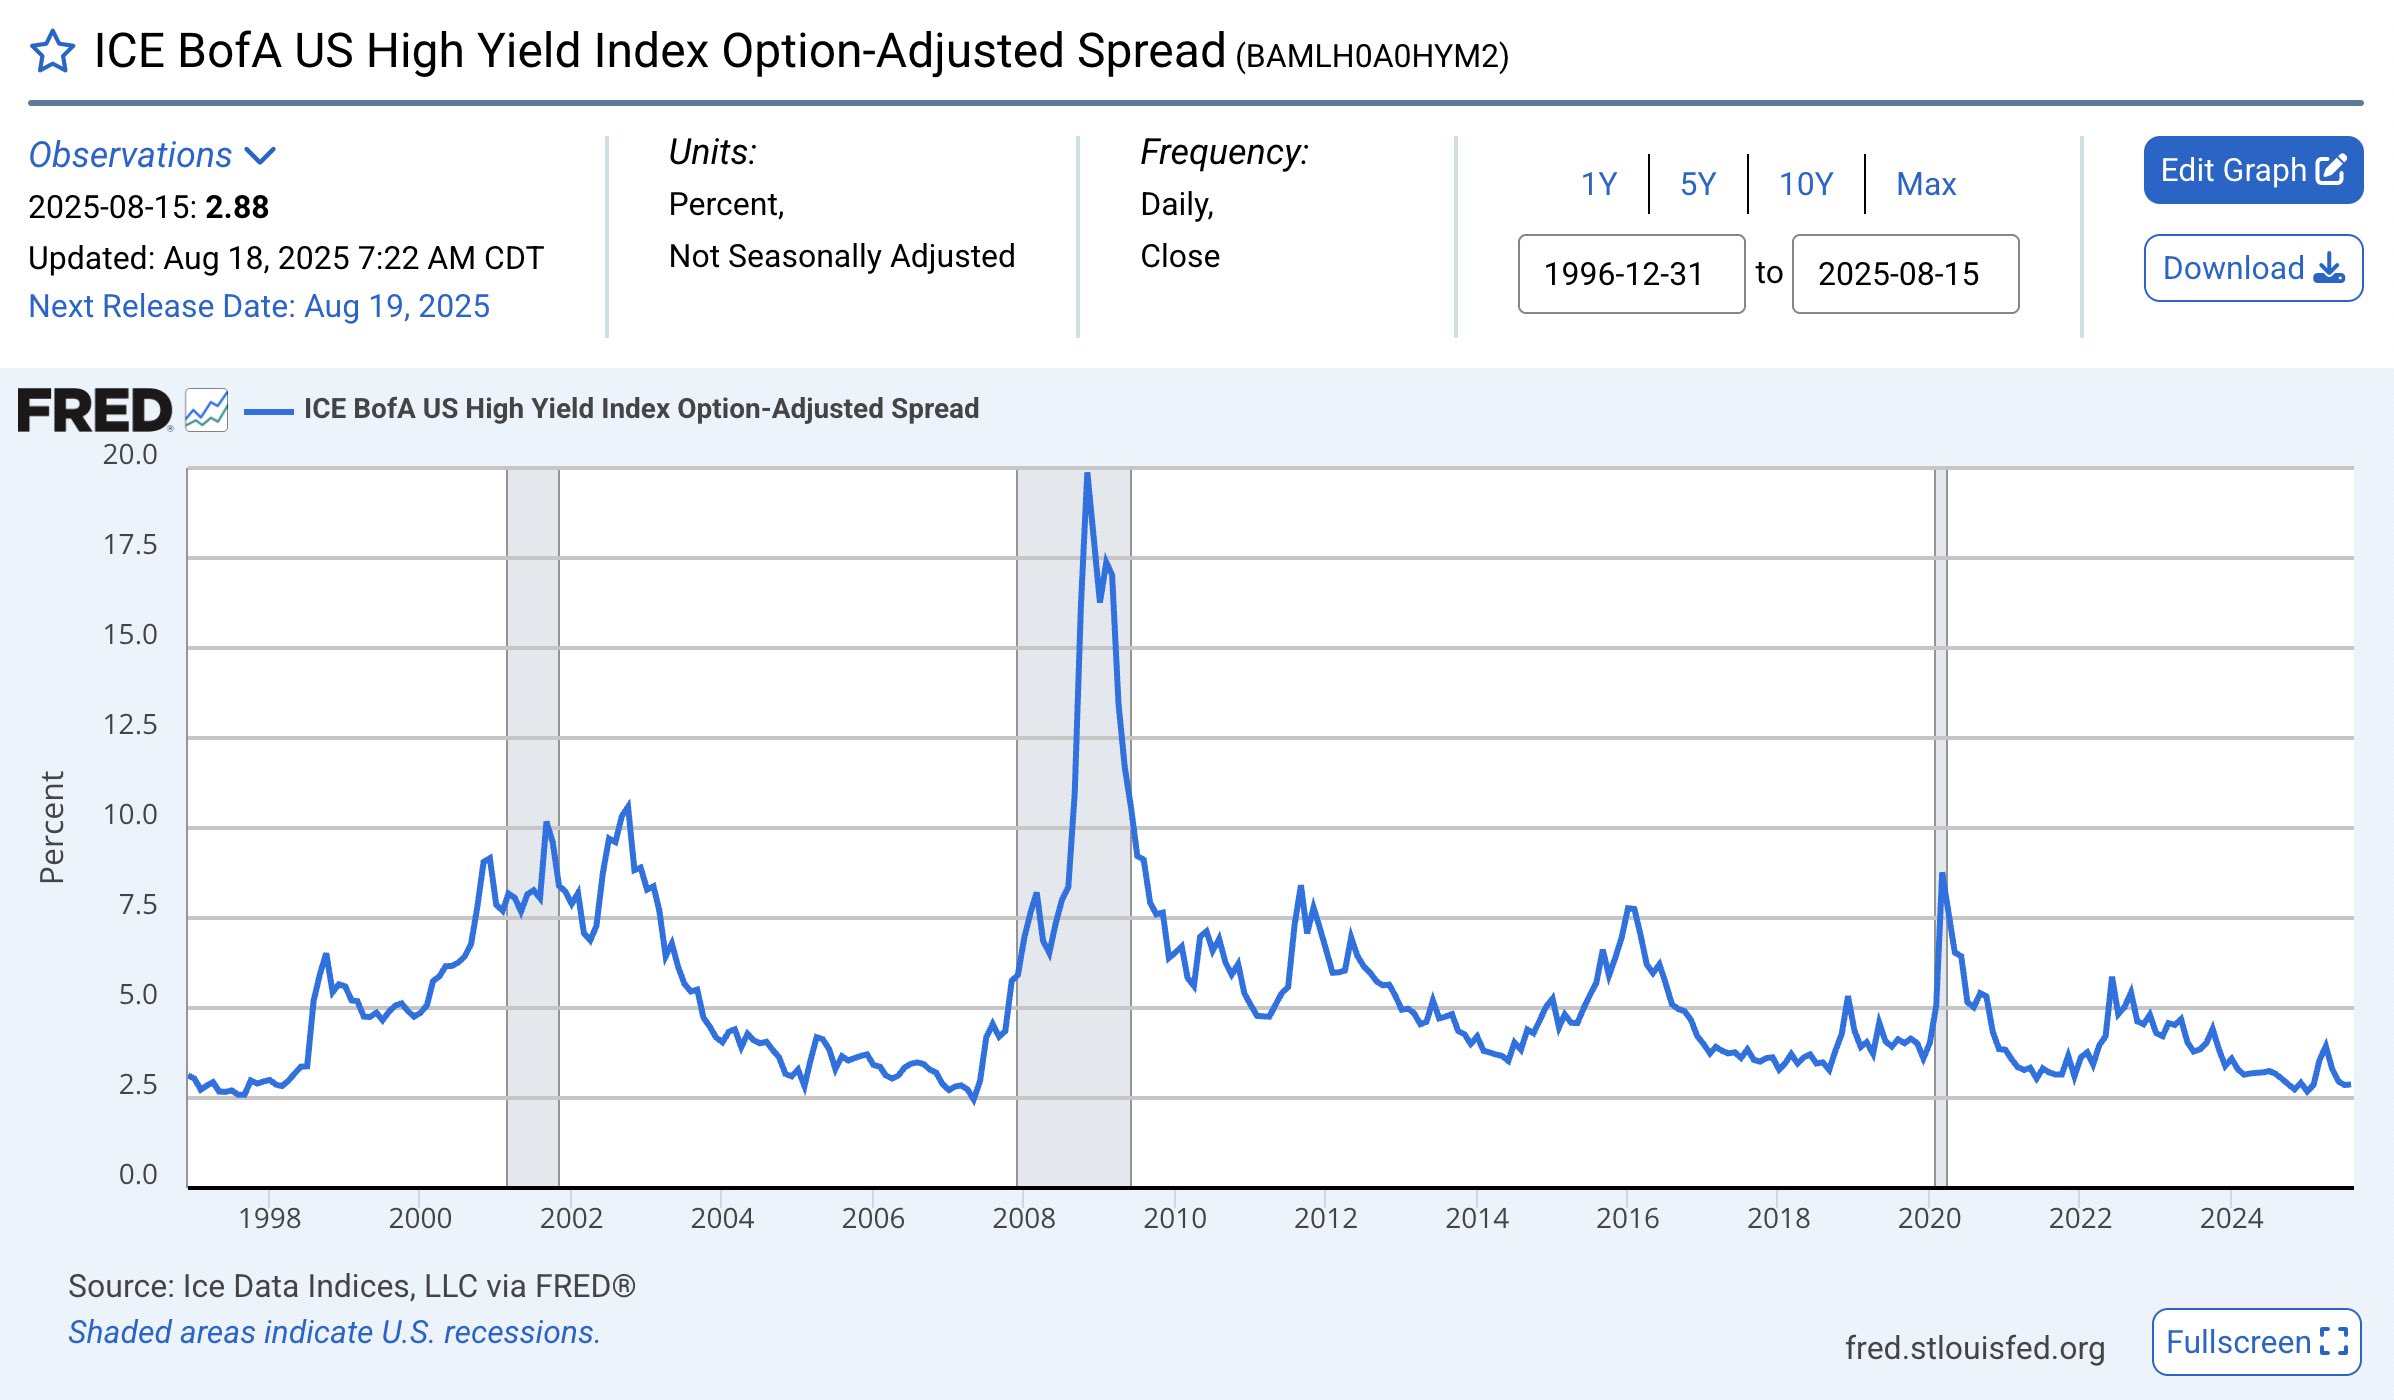 ICE BofA US High Yield Index Option-Adjusted Spread (BAMLH0A0HYM2)
Observations
2025-08-15: 2.88
Updated: Aug 18, 2025 7:22 AM CDT
Next Release Date: Aug 19, 2025
Units:
Percent,
Not Seasonally Adjusted
Frequency:
Daily,
Close
1Y 5Y 10Y Max
1996-12-31 to 2025-08-15
Edit Graph
Download
FRED® ICE BofA US High Yield Index Option-Adjusted Spread
Percent
20.0
17.5
15.0
12.5
10.0
7.5
5.0
2.5
0.0
1998 2000 2002 2004 2006 2008 2010 2012 2014 2016 2018 2020 2022 2024
Source: Ice Data Indices, LLC via FRED®
Shaded areas indicate U.S. recessions.
fred.stlouisfed.org
Fullscreen